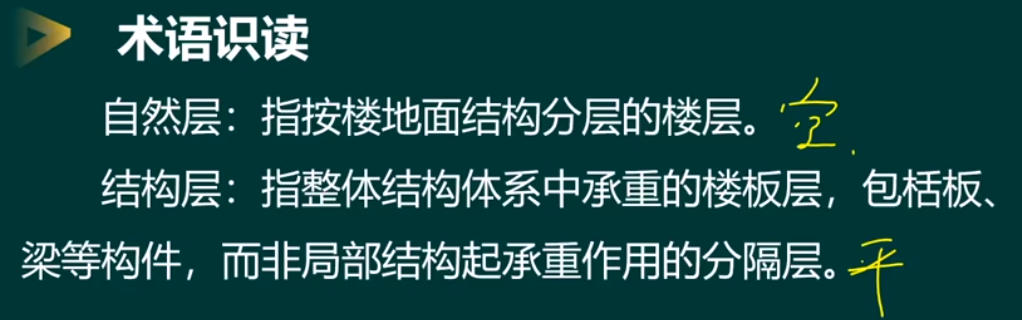 术语识读
自然层：指按楼地面结构分层的楼层。空
结构层：指整体结构体系中承重的楼板层，包栝板、
梁等构件，而非局部结构起承重作用的分隔层。平